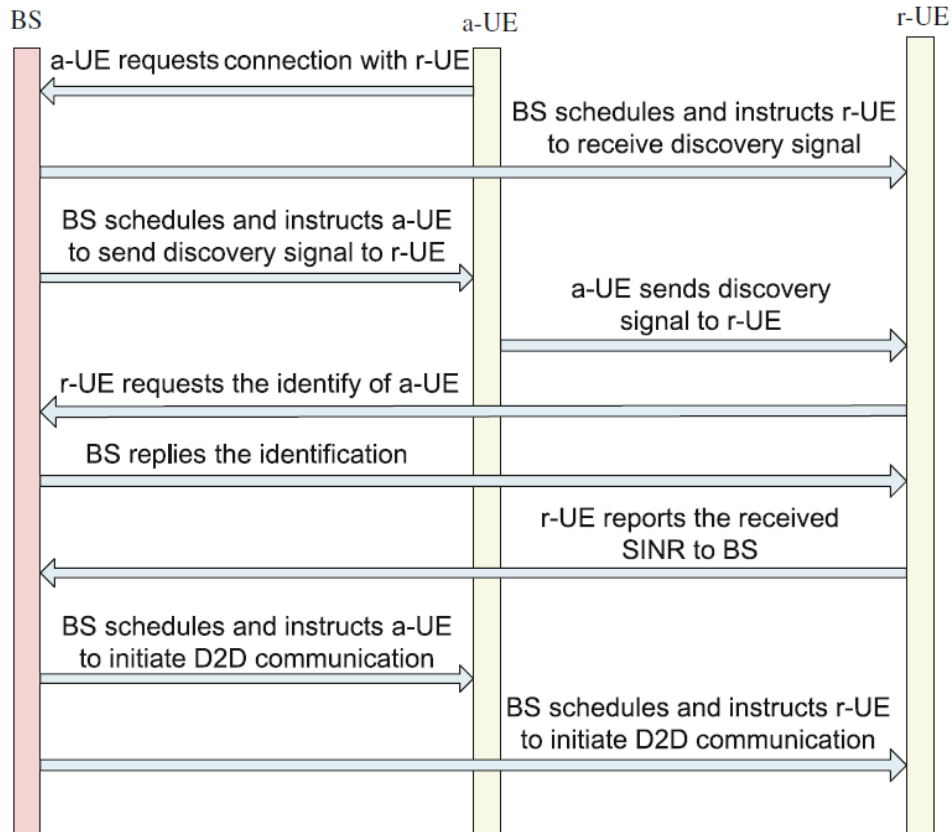 BS
a-UE
r-UE
a-UE requests connection with r-UE
BS schedules and instructs r-UE
to receive discovery signal
BS schedules and instructs a-UE
to send discovery signal to r-UE
a-UE sends discovery
signal to r-UE
r-UE requests the identify of a-UE
BS replies the identification
r-UE reports the received
SINR to BS
BS schedules and instructs a-UE
to initiate D2D communication
BS schedules and instructs r-UE
to initiate D2D communication